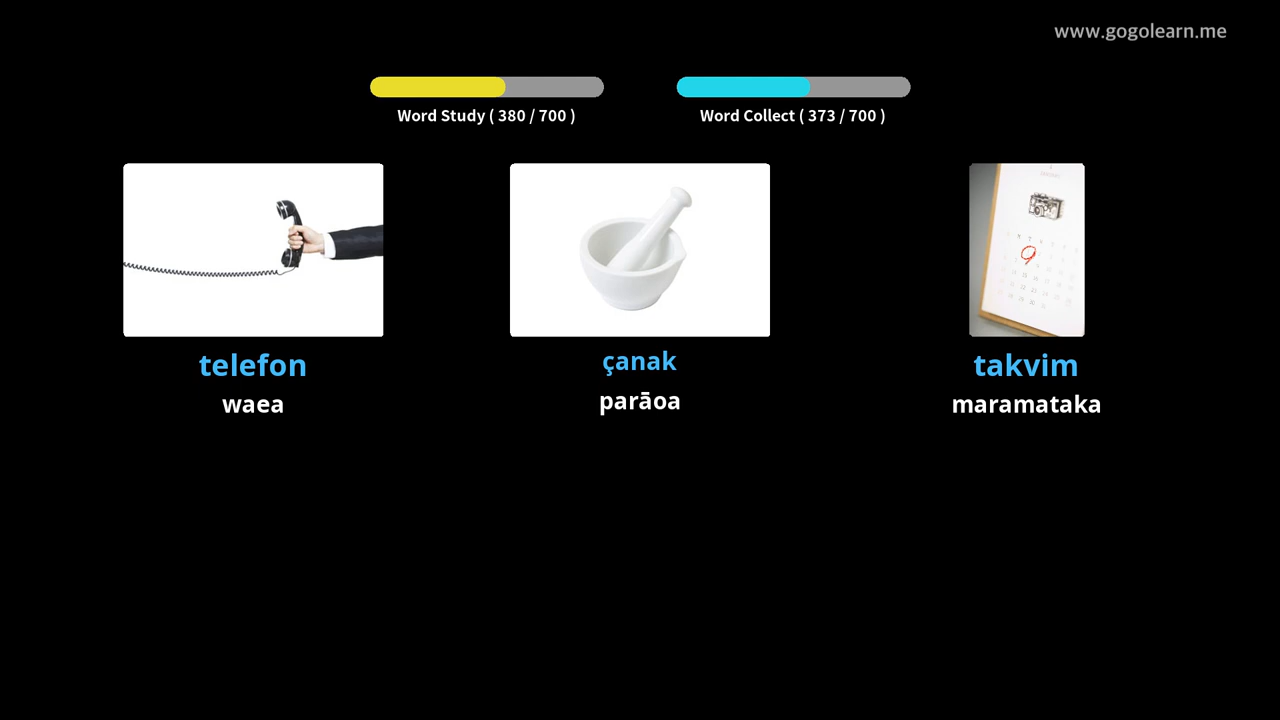 www.gogolearn.me
Word Study ( 380 / 700 )
Word Collect ( 373 / 700 )
telefon
çanak
takvim
waea
parāoa
maramataka